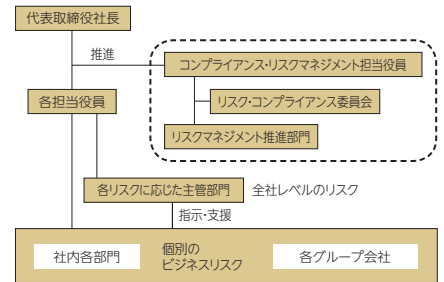 代表取締役社長
推進
コンプライアンス・リスクマネジメント担当役員
各担当役員
リスク・コンプライアンス委員会
リスクマネジメント推進部門
各リスクに応じた主管部門
全社レベルのリスク
指示・支援
社内各部門
個別の
ビジネスリスク
各グループ会社